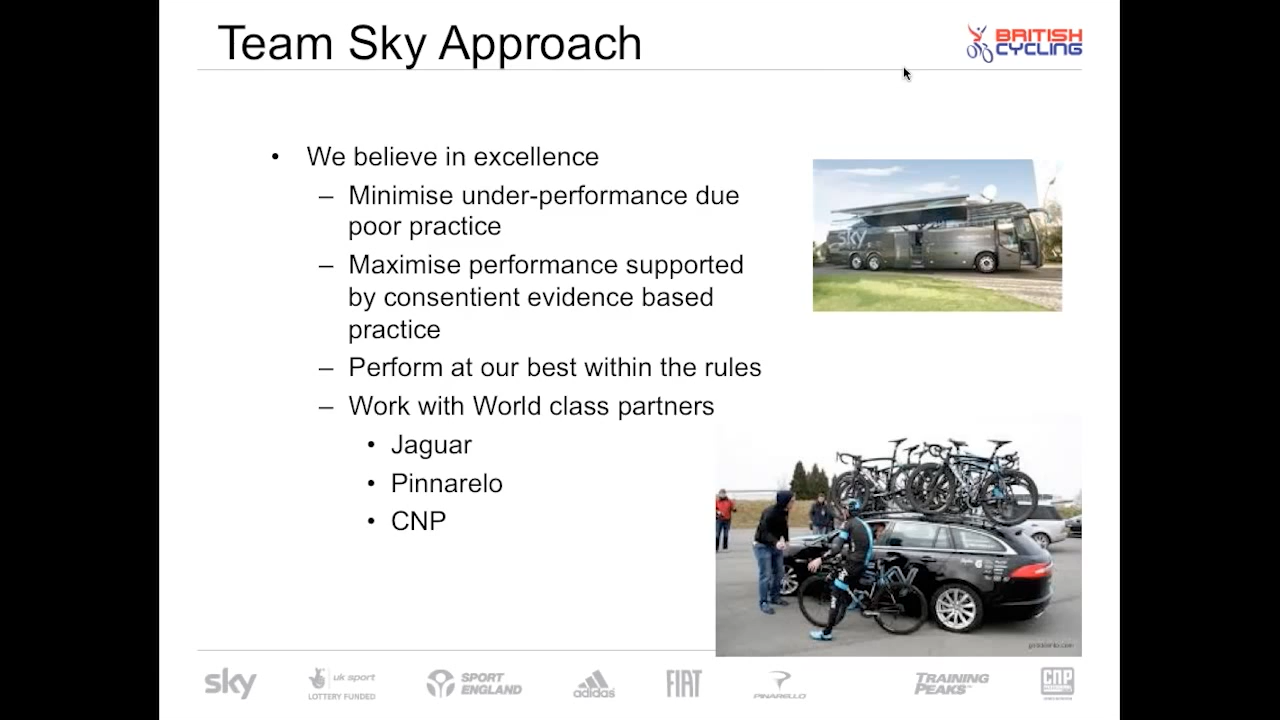 Team Sky Approach
BRITISH
CYCLING
• We believe in excellence
– Minimise under-performance due
poor practice
– Maximise performance supported
by consentient evidence based
practice
– Perform at our best within the rules
– Work with World class partners
• Jaguar
• Pinnarelo
• CNP
sky
SKY
sky
uk sport
LOTTERY FUNDED
SPORT
ENGLAND
adidas
FIAT
PINARELLO
TRAINING
PEAKS
CNP